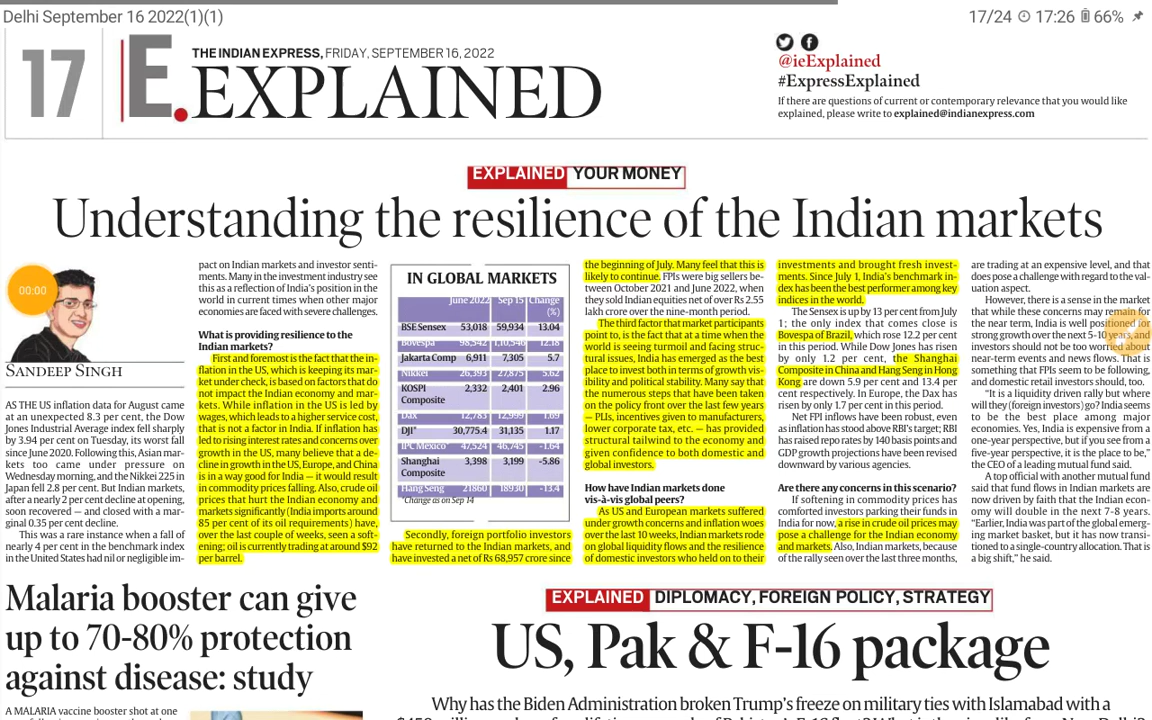 Delhi September 16 2022(1)(1)
17/24 17:26 66%
17
E.
THE INDIAN EXPRESS, FRIDAY, SEPTEMBER 16, 2022
EXPLAINED
@ieExplained
#ExpressExplained
If there are questions of current or contemporary relevance that you would like
explained, please write to explained@indianexpress.com
EXPLAINED YOUR MONEY
Understanding the resilience of the Indian markets
00:00
SANDEEP SINGH
AS THE US inflation data for August came
at an unexpected 8.3 per cent, the Dow
Jones Industrial Average index fell sharply
by 3.94 per cent on Tuesday, its worst fall
since June 2020. Following this, Asian mar-
kets too came under pressure on
Wednesday morning, and the Nikkei 225 in
Japan fell 2.8 per cent. But Indian markets,
after a nearly 2 per cent decline at opening,
soon recovered — and closed with a mar-
ginal 0.35 per cent decline.
This was a rare instance when a fall of
nearly 4 per cent in the benchmark index
in the United States had nil or negligible im-
pact on Indian markets and investor senti-
ments. Many in the investment industry see
this as a reflection of India's position in the
world in current times when other major
economies are faced with severe challenges.
What is providing resilience to the
Indian markets?
First and foremost is the fact that the in-
flation in the US, which is keeping its mar-
ket under check, is based on factors that do
not impact the Indian economy and mar-
kets. While inflation in the US is led by
wages, which leads to a higher service cost,
that is not a factor in India. If inflation has
led to rising interest rates and concerns over
growth in the US, many believe that a de-
cline in growth in the US, Europe, and China
is in a way good for India — it would result
in commodity prices falling. Also, crude oil
prices that hurt the Indian economy and
markets significantly (India imports around
85 per cent of its oil requirements) have,
over the last couple of weeks, seen a soft-
ening; oil is currently trading at around $92
per barrel.
IN GLOBAL MARKETS
June 2022 Sep 15 Change
(%)
BSE Sensex 53,018 59,934 13.04
Bovespa 98,542 1,10,546 12.18
Jakarta Comp 6,911 7,305 5.7
Nikkei 26,393 27,875 5.62
KOSPI 2,332 2,401 2.96
Composite
Dax 12,783 12,999 1.69
DJI* 30,775.4 31,135 1.17
IPC Mexico 47,524 46,745 -1.64
Shanghai 3,398 3,199 -5.86
Composite
Hang Seng 21860 18930 -13.4
*Change as on Sep 14
Secondly, foreign portfolio investors
have returned to the Indian markets, and
have invested a net of Rs 68,957 crore since
the beginning of July. Many feel that this is
likely to continue. FPIs were big sellers be-
tween October 2021 and June 2022, when
they sold Indian equities net of over Rs 2.55
lakh crore over the nine-month period.
The third factor that market participants
point to, is the fact that at a time when the
world is seeing turmoil and facing struc-
tural issues, India has emerged as the best
place to invest both in terms of growth vis-
ibility and political stability. Many say that
the numerous steps that have been taken
on the policy front over the last few years
— PLIs, incentives given to manufacturers,
lower corporate tax, etc. — has provided
structural tailwind to the economy and
given confidence to both domestic and
global investors.
How have Indian markets done
vis-à-vis global peers?
As US and European markets suffered
under growth concerns and inflation woes
over the last 10 weeks, Indian markets rode
on global liquidity flows and the resilience
of domestic investors who held on to their
investments and brought fresh invest-
ments. Since July 1, India's benchmark in-
dex has been the best performer among key
indices in the world.
The Sensex is up by 13 per cent from July
1; the only index that comes close is
Bovespa of Brazil, which rose 12.2 per cent
in this period. While Dow Jones has risen
by only 1.2 per cent, the Shanghai
Composite in China and Hang Seng in Hong
Kong are down 5.9 per cent and 13.4 per
cent respectively. In Europe, the Dax has
risen by only 1.7 per cent in this period.
Net FPI inflows have been robust, even
as inflation has stood above RBI's target; RBI
has raised repo rates by 140 basis points and
GDP growth projections have been revised
downward by various agencies.
Are there any concerns in this scenario?
If softening in commodity prices has
comforted investors parking their funds in
India for now, a rise in crude oil prices may
pose a challenge for the Indian economy
and markets. Also, Indian markets, because
of the rally seen over the last three months,
are trading at an expensive level, and that
does pose a challenge with regard to the val-
uation aspect.
However, there is a sense in the market
that while these concerns may remain for
the near term, India is well positioned for
strong growth over the next 5-10 years, and
investors should not be too worried about
near-term events and news flows. That is
something that FPIs seem to be following,
and domestic retail investors should, too.
"It is a liquidity driven rally but where
will they (foreign investors) go? India seems
to be the best place among major
economies. Yes, India is expensive from a
one-year perspective, but if you see from a
five-year perspective, it is the place to be,"
the CEO of a leading mutual fund said.
A top official with another mutual fund
said that fund flows in Indian markets are
now driven by faith that the Indian econ-
omy will double in the next 7-8 years.
"Earlier, India was part of the global emerg-
ing market basket, but it has now transi-
tioned to a single-country allocation. That is
a big shift," he said.
Malaria booster can give
up to 70-80% protection
against disease: study
A MALARIA vaccine booster shot at one
EXPLAINED DIPLOMACY, FOREIGN POLICY, STRATEGY
US, Pak & F-16 package
Why has the Biden Administration broken Trump's freeze on military ties with Islamabad with a